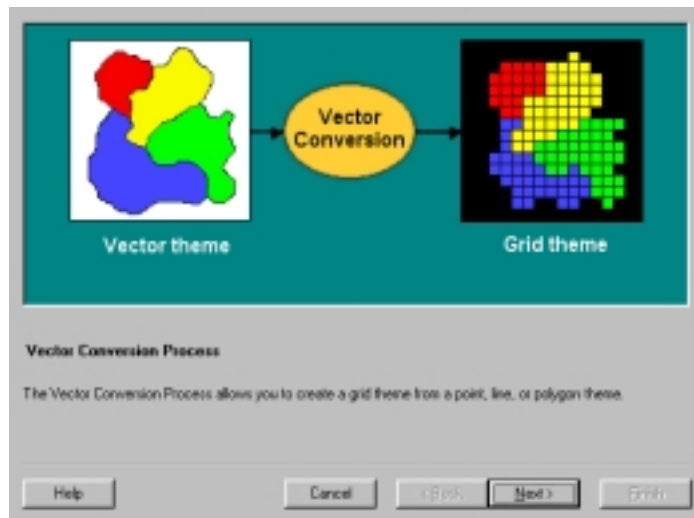 Vector
Conversion
Vector theme
Grid theme
Vector Conversion Process
The Vector Conversion Process allows you to create a grid theme from a point, line, or polygon theme.
Help
Cancel
< Back
Next >
Finish